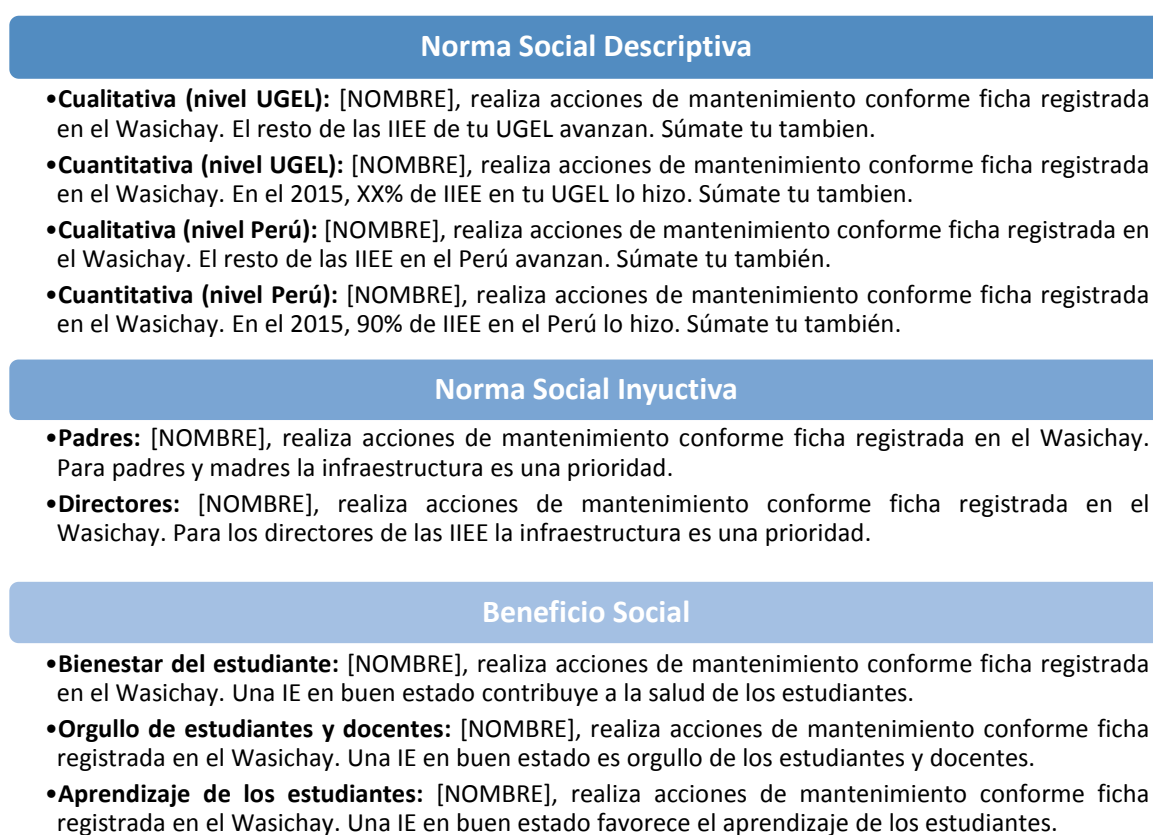 Norma Social Descriptiva
•Cualitativa (nivel UGEL): [NOMBRE], realiza acciones de mantenimiento conforme ficha registrada
en el Wasichay. El resto de las IIEE de tu UGEL avanzan. Súmate tu tambien.
•Cuantitativa (nivel UGEL): [NOMBRE], realiza acciones de mantenimiento conforme ficha registrada
en el Wasichay. En el 2015, XX% de IIEE en tu UGEL lo hizo. Súmate tu tambien.
•Cualitativa (nivel Perú): [NOMBRE], realiza acciones de mantenimiento conforme ficha registrada en
el Wasichay. El resto de las IIEE en el Perú avanzan. Súmate tu también.
•Cuantitativa (nivel Perú): [NOMBRE], realiza acciones de mantenimiento conforme ficha registrada
en el Wasichay. En el 2015, 90% de IIEE en el Perú lo hizo. Súmate tu también.
Norma Social Inyuctiva
•Padres: [NOMBRE], realiza acciones de mantenimiento conforme ficha registrada en el Wasichay.
Para padres y madres la infraestructura es una prioridad.
•Directores: [NOMBRE], realiza acciones de mantenimiento conforme ficha registrada en el
Wasichay. Para los directores de las IIEE la infraestructura es una prioridad.
Beneficio Social
•Bienestar del estudiante: [NOMBRE], realiza acciones de mantenimiento conforme ficha registrada
en el Wasichay. Una IE en buen estado contribuye a la salud de los estudiantes.
•Orgullo de estudiantes y docentes: [NOMBRE], realiza acciones de mantenimiento conforme ficha
registrada en el Wasichay. Una IE en buen estado es orgullo de los estudiantes y docentes.
•Aprendizaje de los estudiantes: [NOMBRE], realiza acciones de mantenimiento conforme ficha
registrada en el Wasichay. Una IE en buen estado favorece el aprendizaje de los estudiantes.